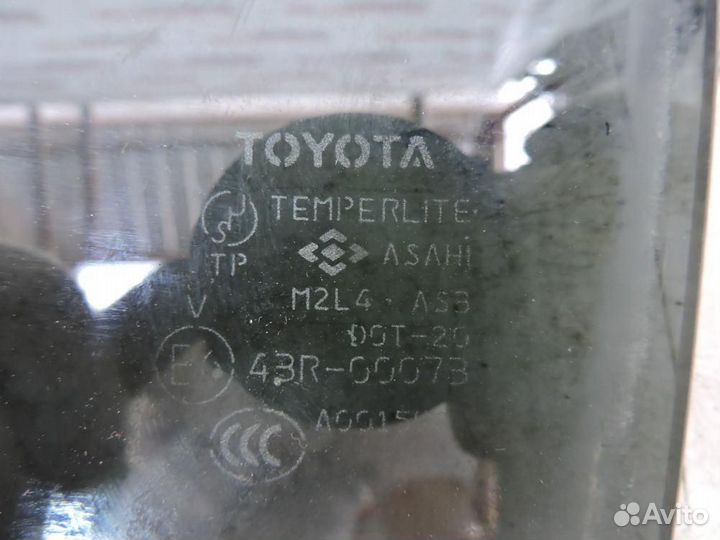 TOYOTA
TEMPERLITE
TP ASAHI
M2L4 AS3
V DOT-20
43R-00073
CCC
Avito